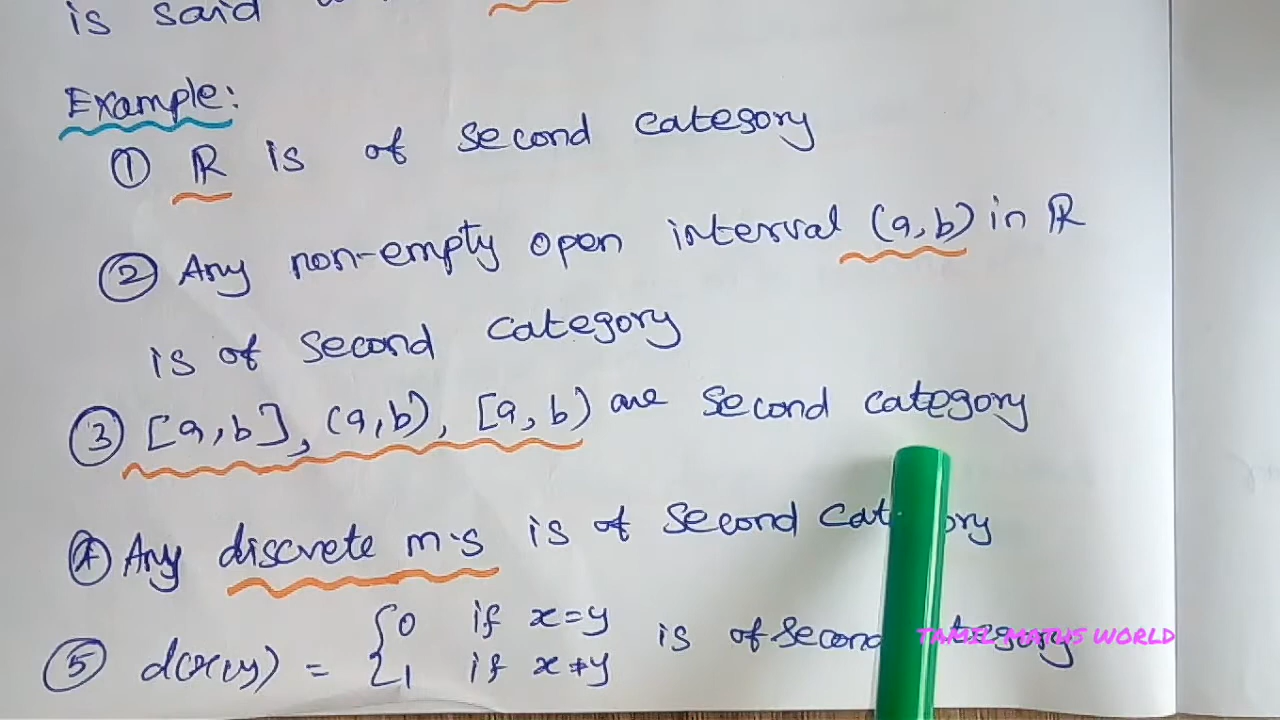 is said
Example:
① ℝ is of second category
② Any non-empty open interval (a,b) in ℝ
is of second category
③ [a,b], (a,b), [a,b) are second category
④ Any discrete m.s is of second category
⑤ d(x,y) = { 0 if x=y
1 if x≠y is of second category
TAMIL MATHS WORLD